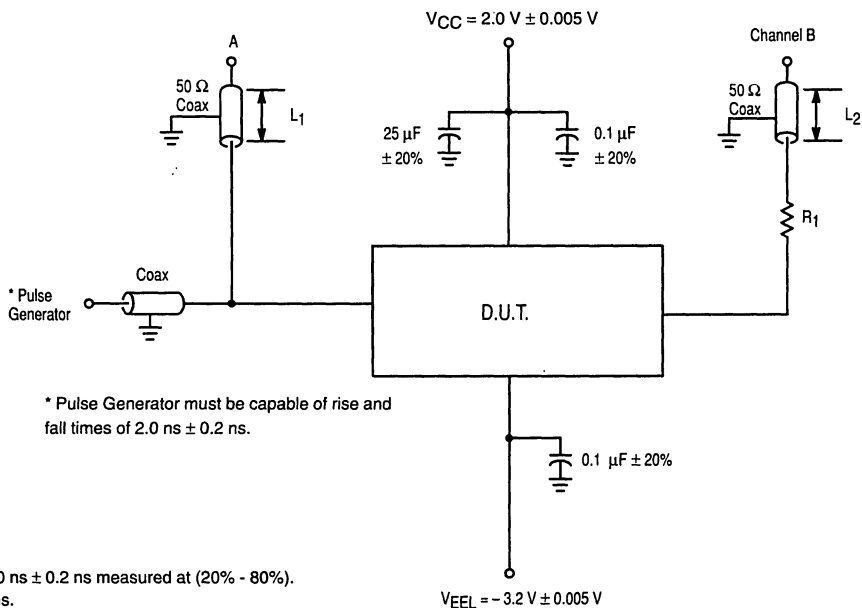 VCC = 2.0 V ± 0.005 V
A
Channel B
50 Ω
Coax
L1
25 μF
± 20%
0.1 μF
± 20%
50 Ω
Coax
L2
R1
Coax
* Pulse
Generator
D.U.T.
* Pulse Generator must be capable of rise and
fall times of 2.0 ns ± 0.2 ns.
0.1 μF ± 20%
0 ns ± 0.2 ns measured at (20% - 80%).
VEEL = – 3.2 V ± 0.005 V